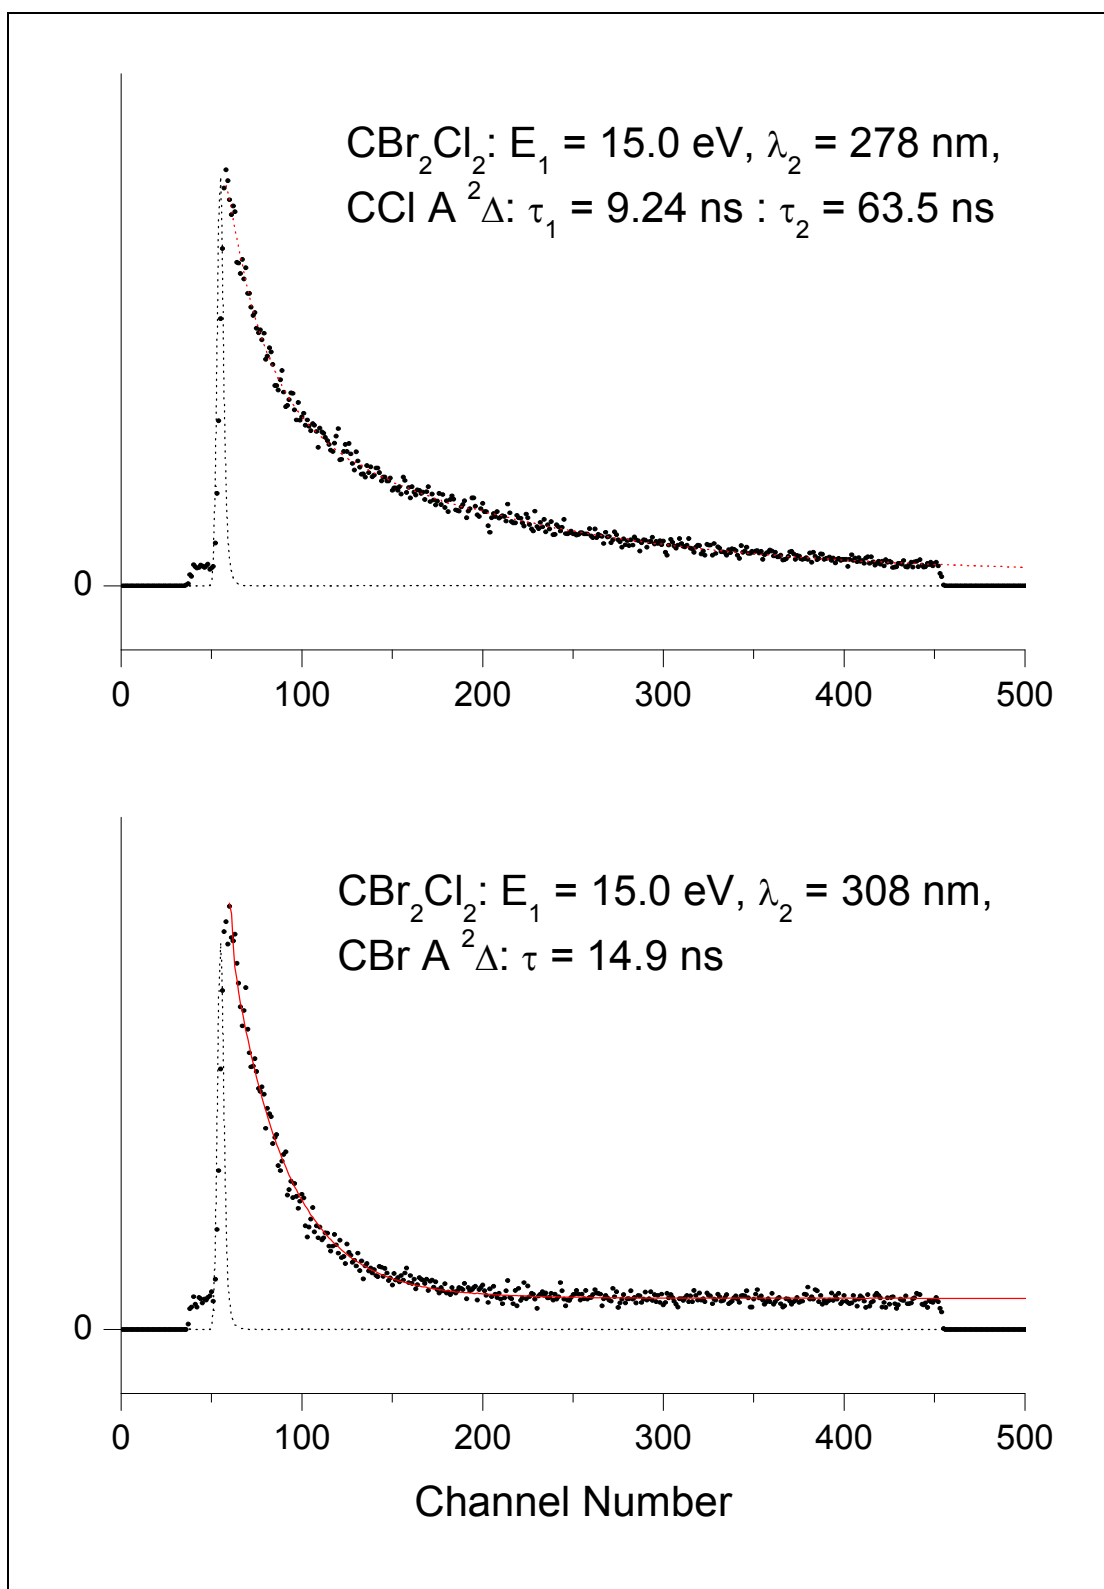 CBr₂Cl₂: E₁ = 15.0 eV, λ₂ = 278 nm,
CCl A ²Δ: τ₁ = 9.24 ns : τ₂ = 63.5 ns
0
0 100 200 300 400 500
CBr₂Cl₂: E₁ = 15.0 eV, λ₂ = 308 nm,
CBr A ²Δ: τ = 14.9 ns
0
0 100 200 300 400 500
Channel Number